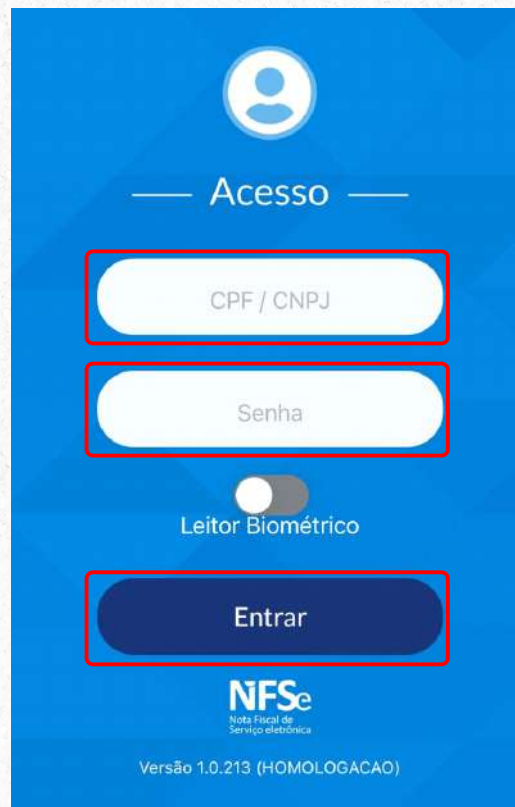 Acesso
CPF / CNPJ
Senha
Leitor Biométrico
Entrar
NFSe
Nota Fiscal de
Serviço eletrônica
Versão 1.0.213 (HOMOLOGACAO)